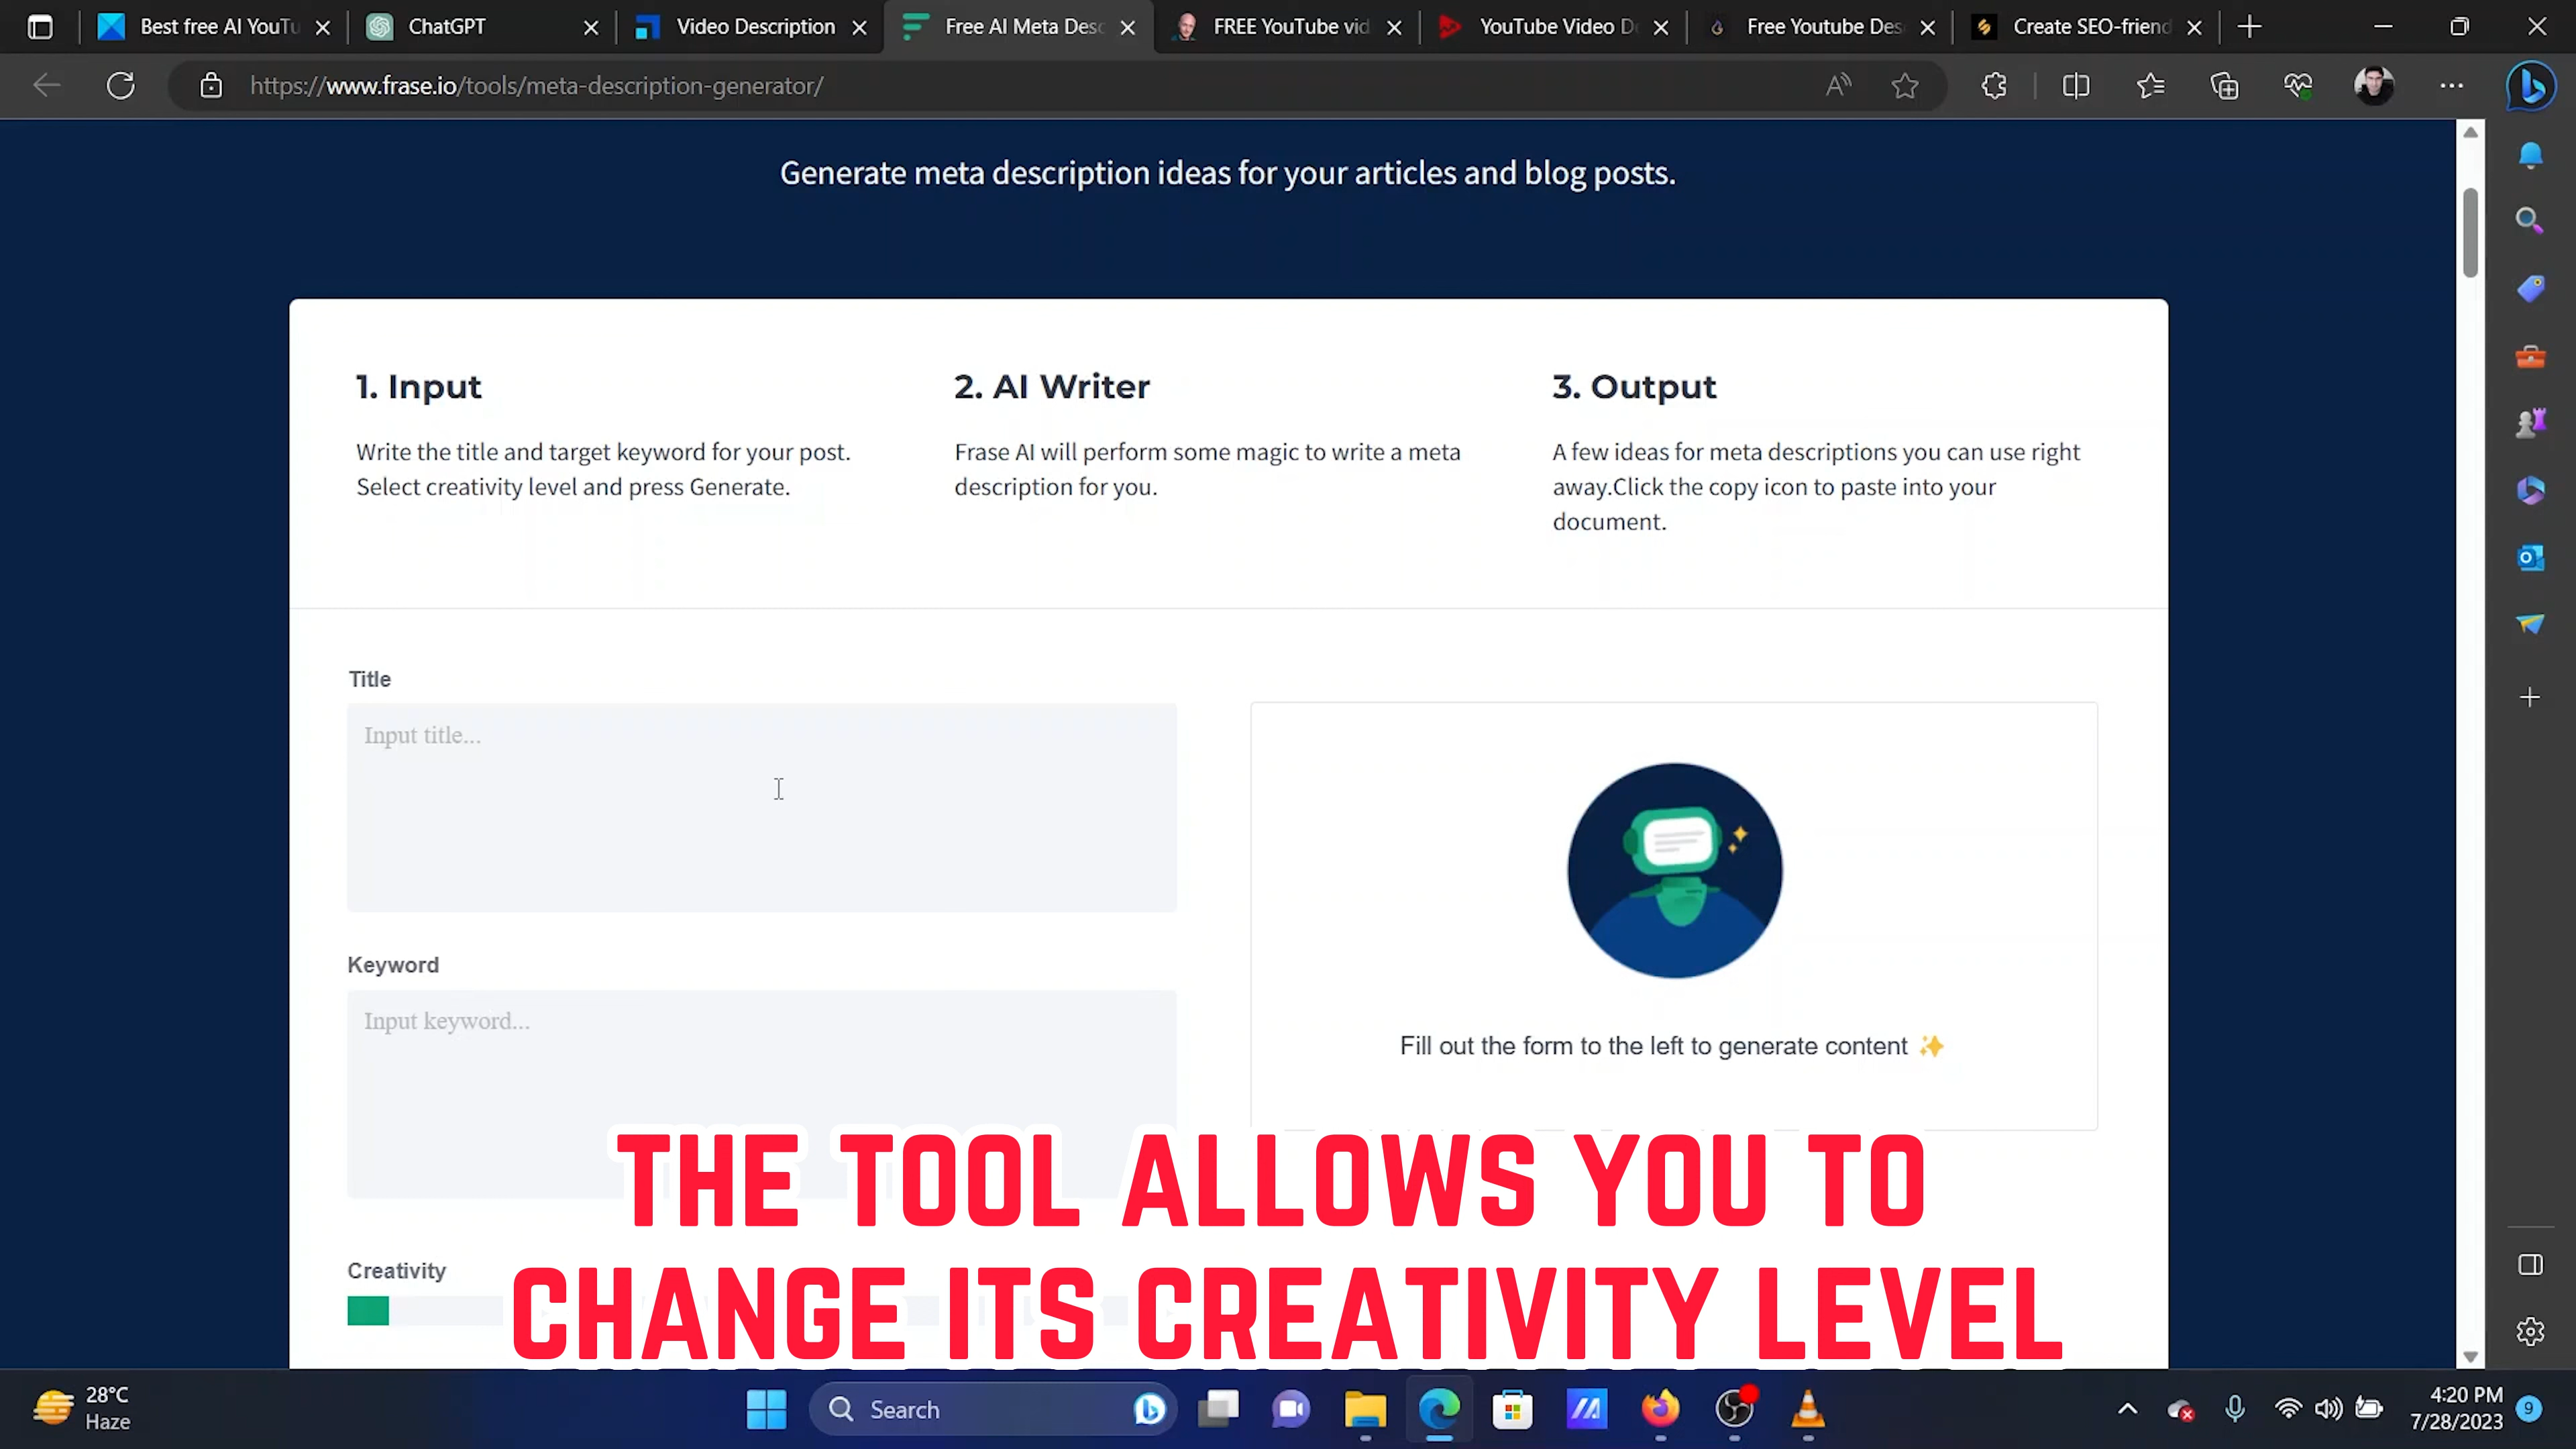 Best free AI YouTu
ChatGPT
Video Description
Free AI Meta Desc
FREE YouTube vid
YouTube Video D
Free Youtube Des
Create SEO-friend
https://www.frase.io/tools/meta-description-generator/
Generate meta description ideas for your articles and blog posts.
1. Input
Write the title and target keyword for your post.
Select creativity level and press Generate.
2. AI Writer
Frase AI will perform some magic to write a meta
description for you.
3. Output
A few ideas for meta descriptions you can use right
away.Click the copy icon to paste into your
document.
Title
Input title...
Keyword
Input keyword...
Fill out the form to the left to generate content ✨
Creativity
THE TOOL ALLOWS YOU TO
CHANGE ITS CREATIVITY LEVEL
28°C
Haze
Search
4:20 PM
7/28/2023
9